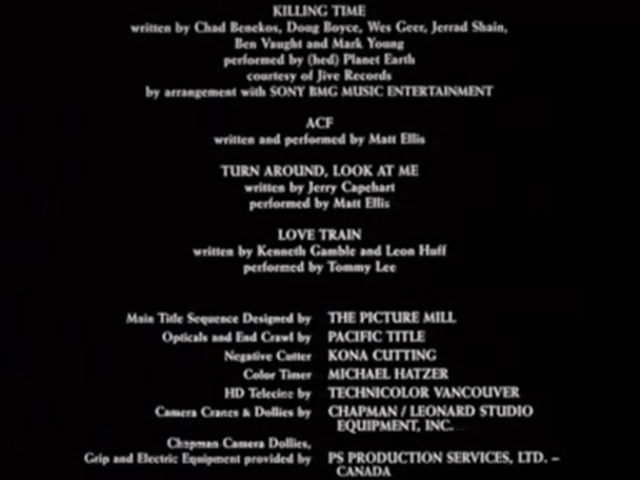 KILLING TIME
written by Chad Benekos, Doug Boyce, Wes Geer, Jerrad Shain,
Ben Vaught and Mark Young
performed by (hed) Planet Earth
courtesy of Jive Records
by arrangement with SONY BMG MUSIC ENTERTAINMENT
ACF
written and performed by Matt Ellis
TURN AROUND, LOOK AT ME
written by Jerry Capehart
performed by Matt Ellis
LOVE TRAIN
written by Kenneth Gamble and Leon Huff
performed by Tommy Lee
Main Title Sequence Designed by THE PICTURE MILL
Opticals and End Crawl by PACIFIC TITLE
Negative Cutter KONA CUTTING
Color Timer MICHAEL HATZER
HD Telecine by TECHNICOLOR VANCOUVER
Camera Cranes & Dollies by CHAPMAN / LEONARD STUDIO
EQUIPMENT, INC.
Chapman Camera Dollies,
Grip and Electric Equipment provided by PS PRODUCTION SERVICES, LTD. –
CANADA